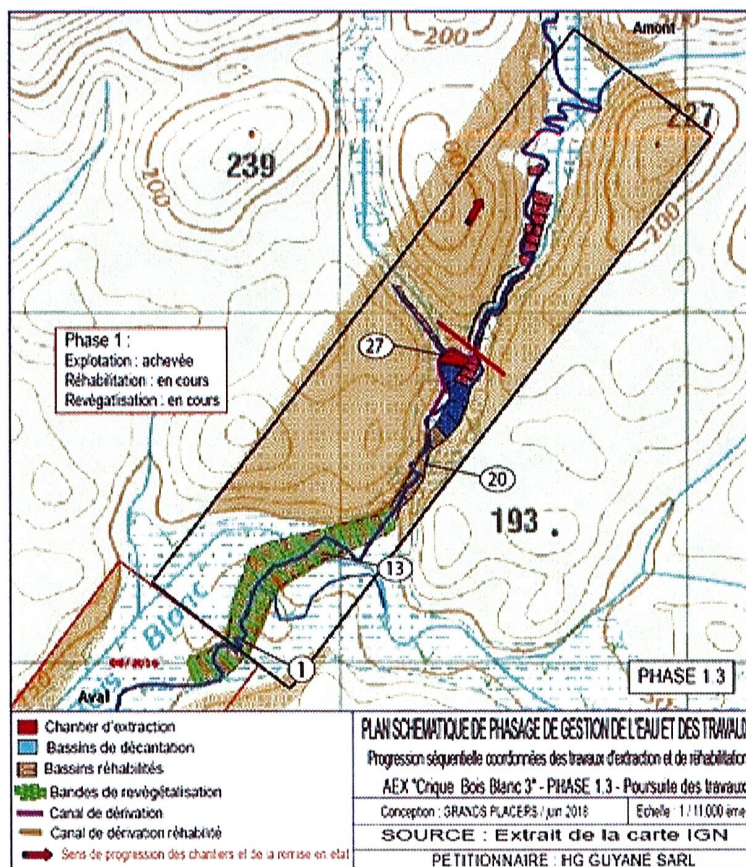 200
Amont
227
239
200
200
Phase 1 :
Explotation : achevée
Réhabilitation : en cours
Revégatisation : en cours
27
20
193
13
Blanc
1
Aval
PHASE 1 3
Chantier d'extraction
Bassins de décantation
Bassins réhabilités
Bandes de revégétalisation
Canal de dérivation
Canal de dérivation réhabilité
Sens de progression des chantiers et de la remise en état
PLAN SCHEMATIQUE DE PHASAGE DE GESTION DE L'EAU ET DES TRAVAUX
Progression séquentielle coordonnées des travaux d'extraction et de réhabilitation
AEX "Crique Bois Blanc 3" - PHASE 1.3 - Poursuite des travaux
Conception : GRANDS PLACERS / juin 2016
Echelle : 1 / 11 000 ème
SOURCE : Extrait de la carte IGN
PETITIONNAIRE : HG GUYANE SARL